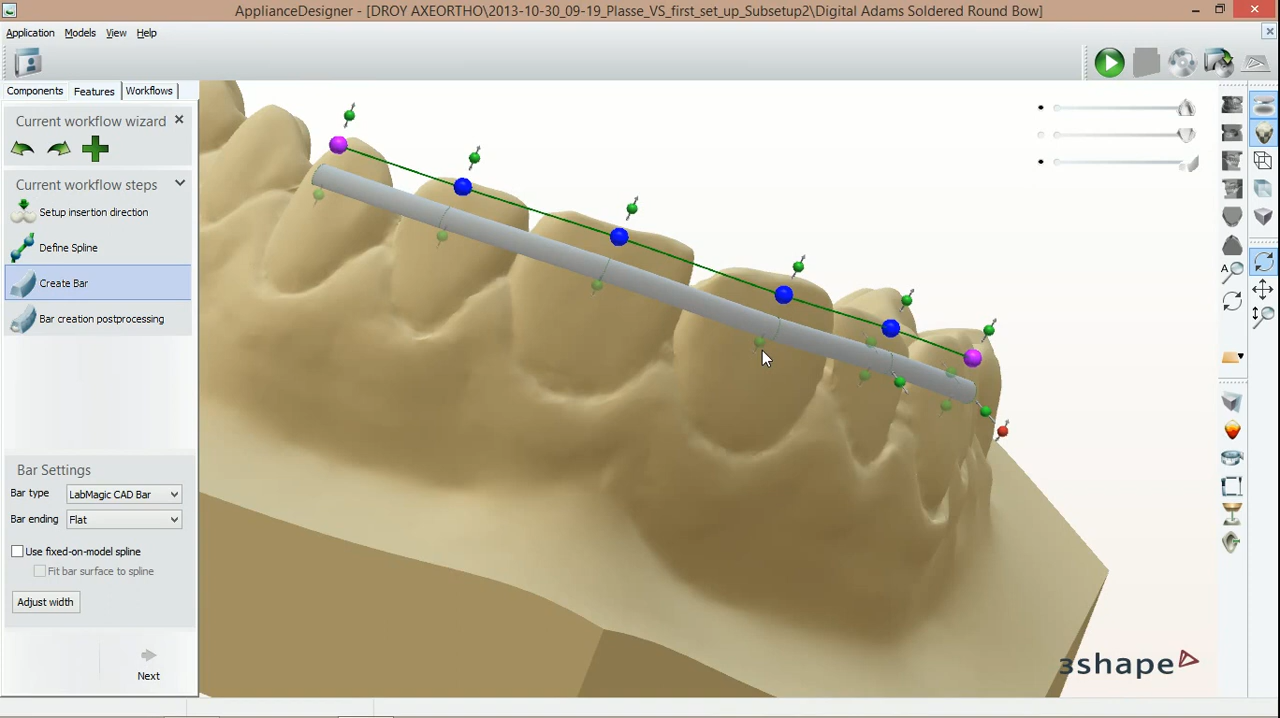 ApplianceDesigner - [DROY AXEORTHO\2013-10-30_09-19_Plasse_VS_first_set_up_Subsetup2\Digital Adams Soldered Round Bow]
Application Models View Help
Components Features Workflows
Current workflow wizard
Current workflow steps
Setup insertion direction
Define Spline
Create Bar
Bar creation postprocessing
Bar Settings
Bar type LabMagic CAD Bar
Bar ending Flat
Use fixed-on-model spline
Fit bar surface to spline
Adjust width
Next
A
3shape